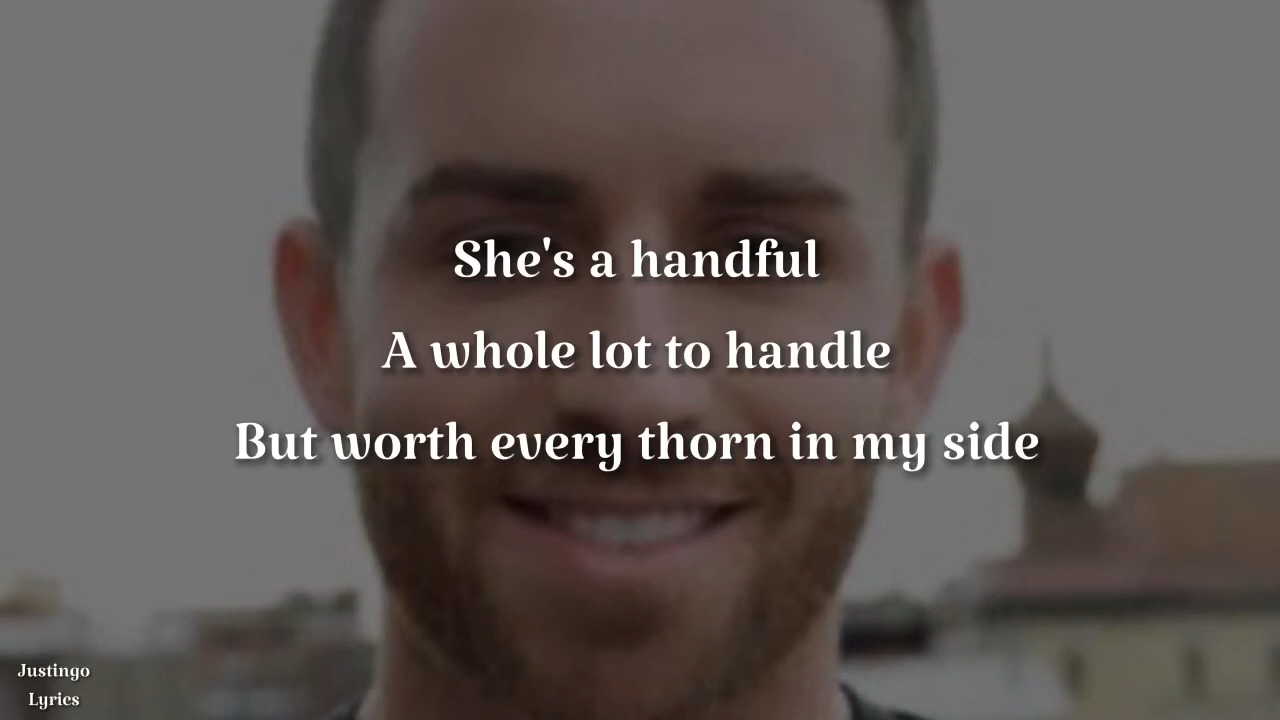 She's a handful
A whole lot to handle
But worth every thorn in my side
Justingo
Lyrics